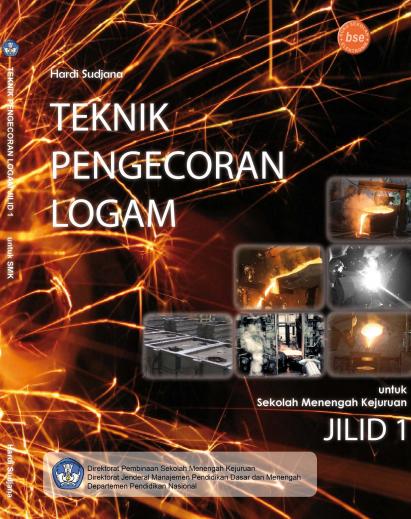 bse
Hardi Sudjana
TEKNIK
PENGECORAN
LOGAM
untuk
Sekolah Menengah Kejuruan
JILID 1
Direktorat Pembinaan Sekolah Menengah Kejuruan
Direktorat Jenderal Manajemen Pendidikan Dasar dan Menengah
Departemen Pendidikan Nasional
TEKNIK PENGECORAN LOGAM JILID 1
untuk SMK
Hardi Sudjana